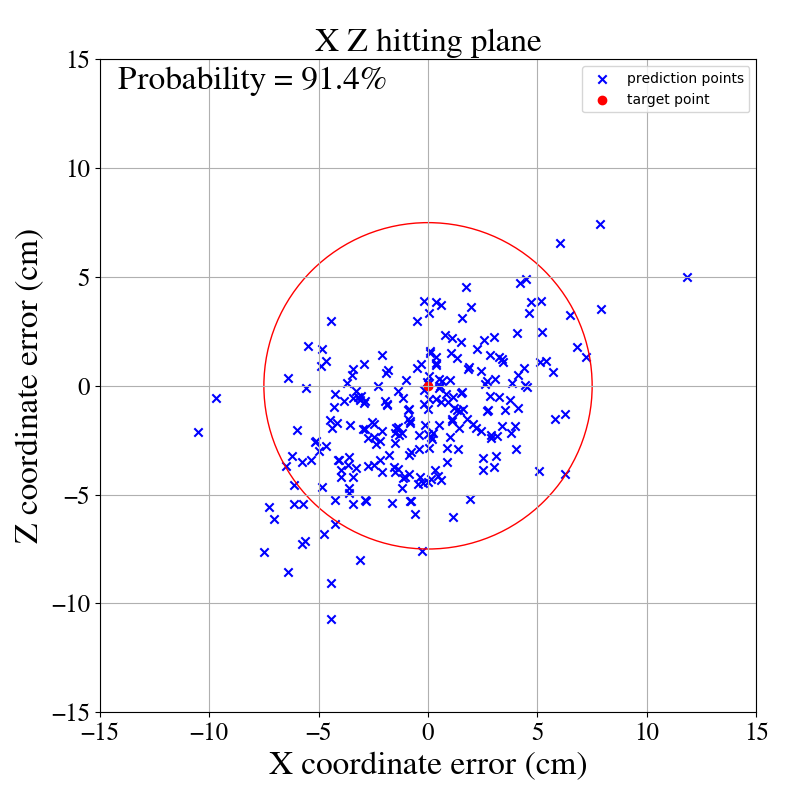 X Z hitting plane
Probability = 91.4%
prediction points
target point
Z coordinate error (cm)
15
10
5
0
−5
−10
−15
−15 −10 −5 0 5 10 15
X coordinate error (cm)